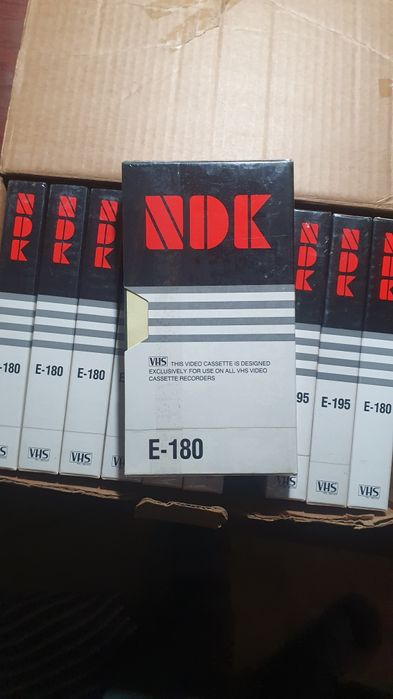 NDK
VHS THIS VIDEO CASSETTE IS DESIGNED
EXCLUSIVELY FOR USE ON ALL VHS VIDEO
CASSETTE RECORDERS
E-180
NDK
-180
NDK
E-180
VHS
NDK
E-180
VHS
VHS
NDK
195
VHS
NDK
E-195
VHS
NDK
E-180
VHS